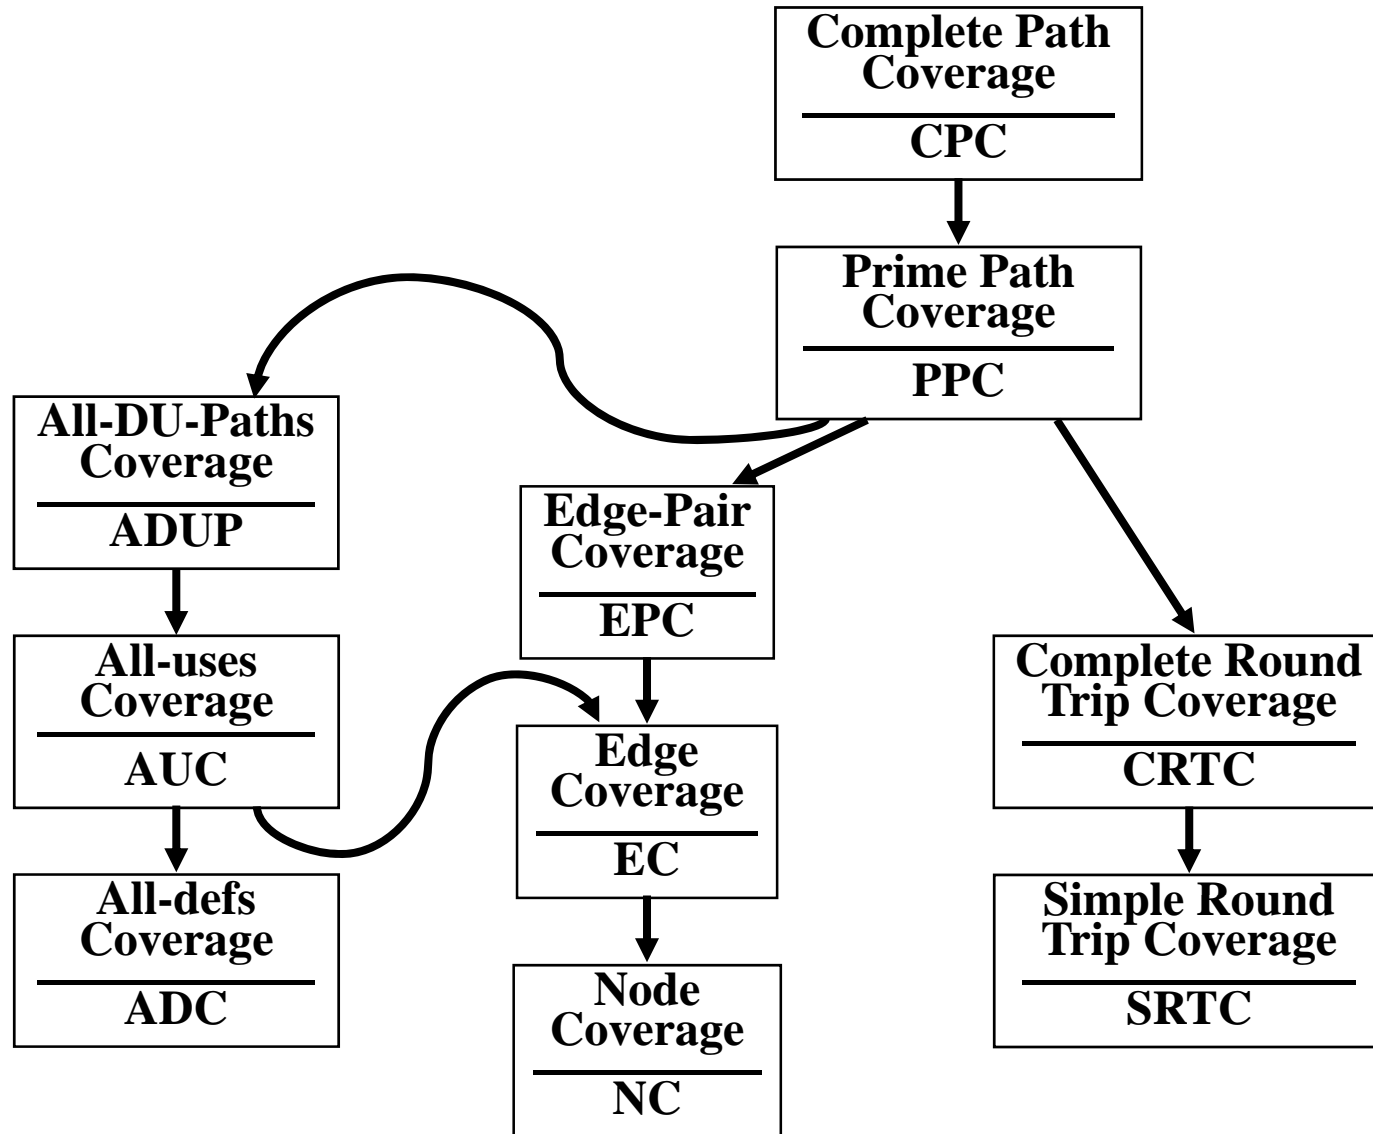 Complete Path
Coverage
CPC
Prime Path
Coverage
PPC
All-DU-Paths
Coverage
ADUP
Edge-Pair
Coverage
EPC
All-uses
Coverage
AUC
Complete Round
Trip Coverage
CRTC
Edge
Coverage
EC
All-defs
Coverage
ADC
Simple Round
Trip Coverage
SRTC
Node
Coverage
NC